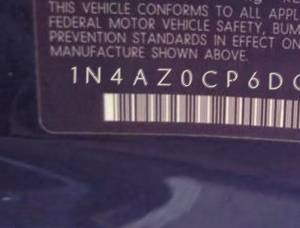 THIS VEHICLE CONFORMS TO ALL APPL
FEDERAL MOTOR VEHICLE SAFETY, BUM
PREVENTION STANDARDS IN EFFECT ON
MANUFACTURE SHOWN ABOVE.
1N4AZ0CP6DC